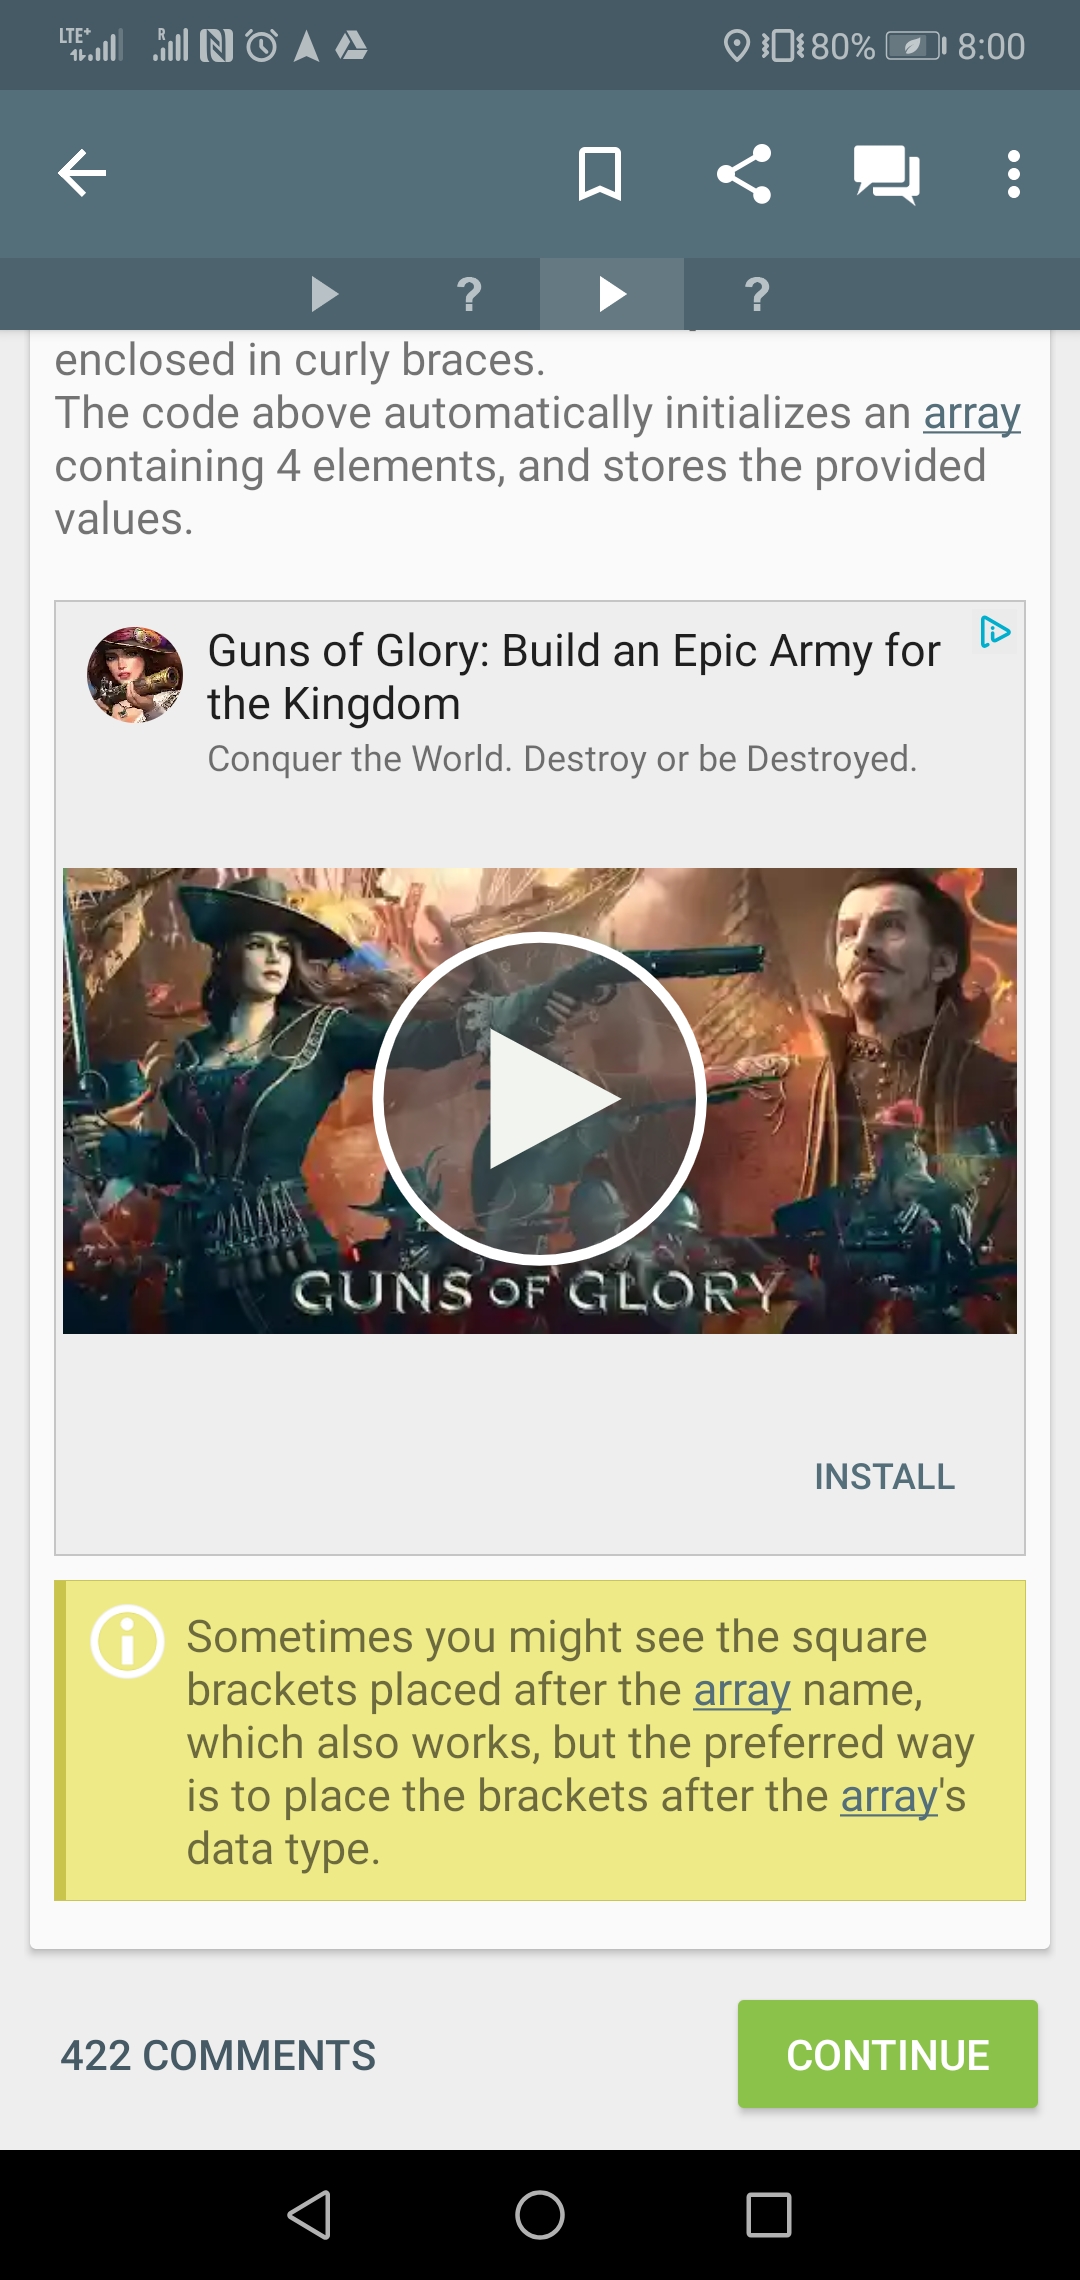 LTE+ R 80% 8:00
? ?
enclosed in curly braces.
The code above automatically initializes an array
containing 4 elements, and stores the provided
values.
Guns of Glory: Build an Epic Army for
the Kingdom
Conquer the World. Destroy or be Destroyed.
GUNS OF GLORY
INSTALL
Sometimes you might see the square
brackets placed after the array name,
which also works, but the preferred way
is to place the brackets after the array's
data type.
422 COMMENTS
CONTINUE